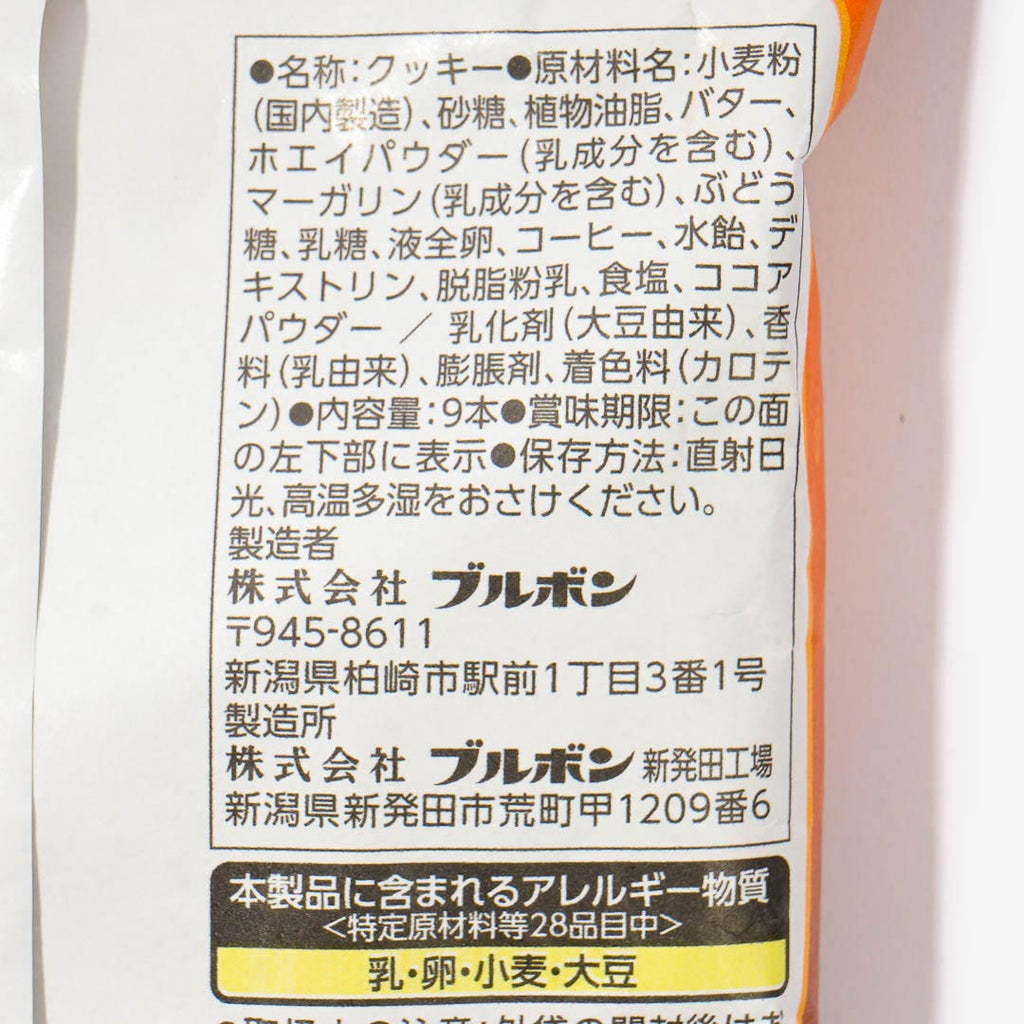 ●名称：クッキー●原材料名：小麦粉
(国内製造)、砂糖、植物油脂、バター、
ホエイパウダー(乳成分を含む)、
マーガリン(乳成分を含む)、ぶどう
糖、乳糖、液全卵、コーヒー、水飴、デ
キストリン、脱脂粉乳、食塩、ココア
パウダー ／ 乳化剤(大豆由来)、香
料(乳由来)、膨脹剤、着色料(カロテ
ン)●内容量：9本●賞味期限：この面
の左下部に表示●保存方法：直射日
光、高温多湿をおさけください。
製造者
株式会社 ブルボン
〒945-8611
新潟県柏崎市駅前1丁目3番1号
製造所
株式会社 ブルボン 新発田工場
新潟県新発田市荒町甲1209番6
本製品に含まれるアレルギー物質
＜特定原材料等28品目中＞
乳・卵・小麦・大豆